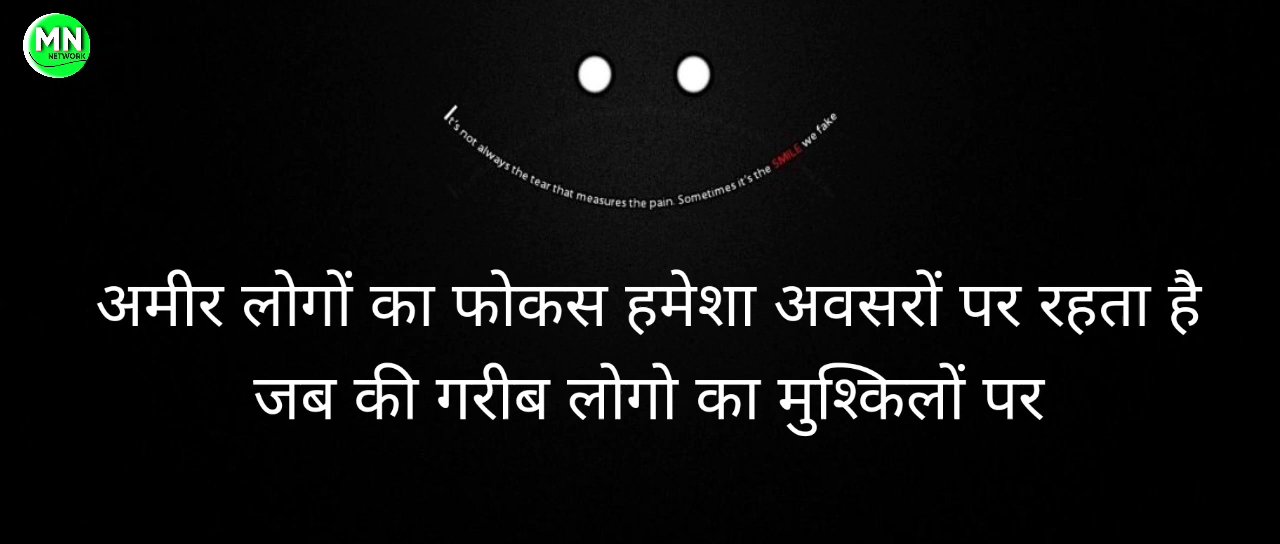 MN
NETWORK
It's not always the tear that measures the pain. Sometimes it's the SMILE we fake
अमीर लोगों का फोकस हमेशा अवसरों पर रहता है
जब की गरीब लोगो का मुश्किलों पर